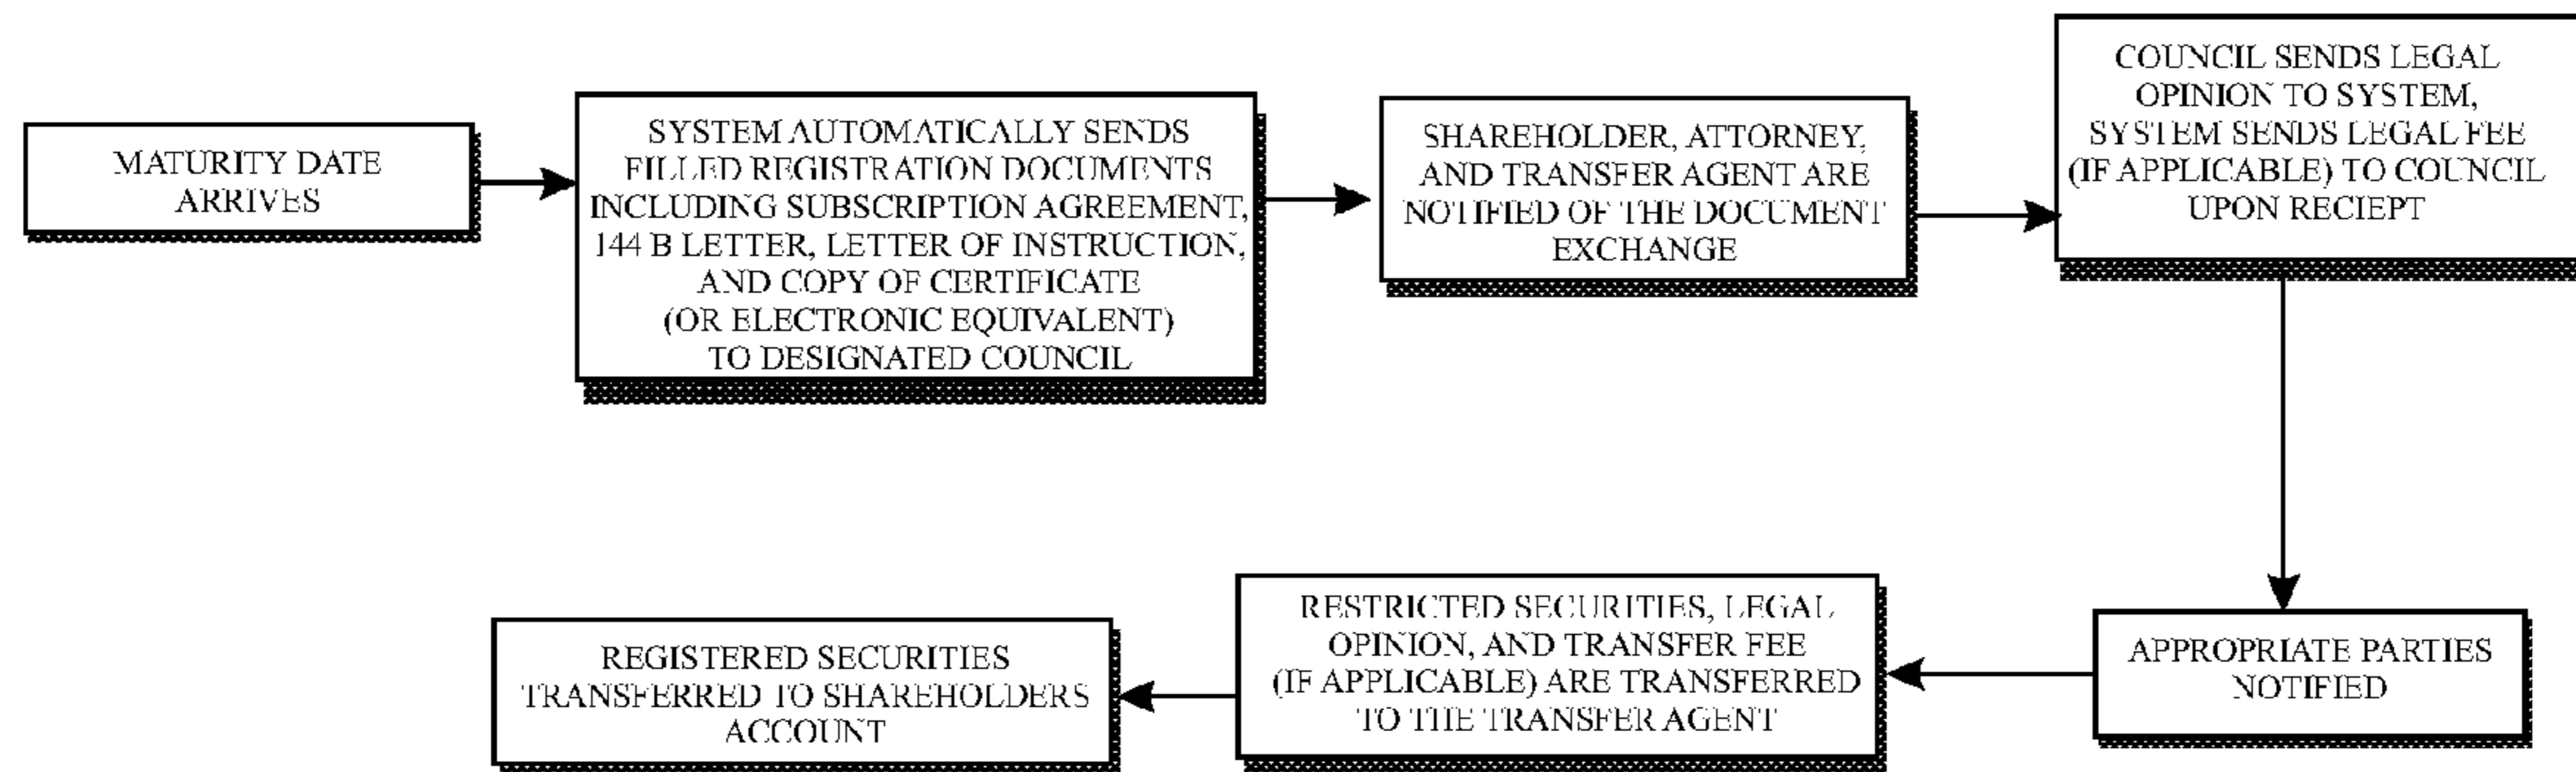 MATURITY DATE
ARRIVES
SYSTEM AUTOMATICALLY SENDS
FILLED REGISTRATION DOCUMENTS
INCLUDING SUBSCRIPTION AGREEMENT,
144 B LETTER, LETTER OF INSTRUCTION,
AND COPY OF CERTIFICATE
(OR ELECTRONIC EQUIVALENT)
TO DESIGNATED COUNCIL
SHAREHOLDER, ATTORNEY,
AND TRANSFER AGENT ARE
NOTIFIED OF THE DOCUMENT
EXCHANGE
COUNCIL SENDS LEGAL
OPINION TO SYSTEM,
SYSTEM SENDS LEGAL FEE
(IF APPLICABLE) TO COUNCIL
UPON RECIEPT
APPROPRIATE PARTIES
NOTIFIED
RESTRICTED SECURITIES, LEGAL
OPINION, AND TRANSFER FEE
(IF APPLICABLE) ARE TRANSFERRED
TO THE TRANSFER AGENT
REGISTERED SECURITIES
TRANSFERRED TO SHAREHOLDERS
ACCOUNT